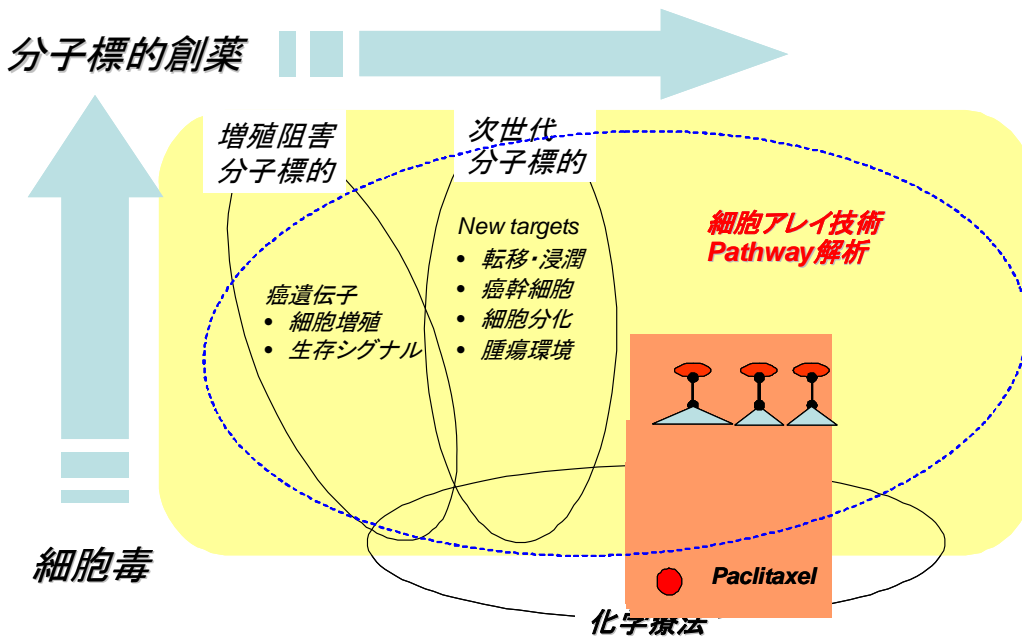 分子標的創薬
増殖阻害
分子標的
次世代
分子標的
細胞アレイ技術
Pathway解析
New targets
• 転移・浸潤
• 癌幹細胞
• 細胞分化
• 腫瘍環境
癌遺伝子
• 細胞増殖
• 生存シグナル
細胞毒
Paclitaxel
化学療法